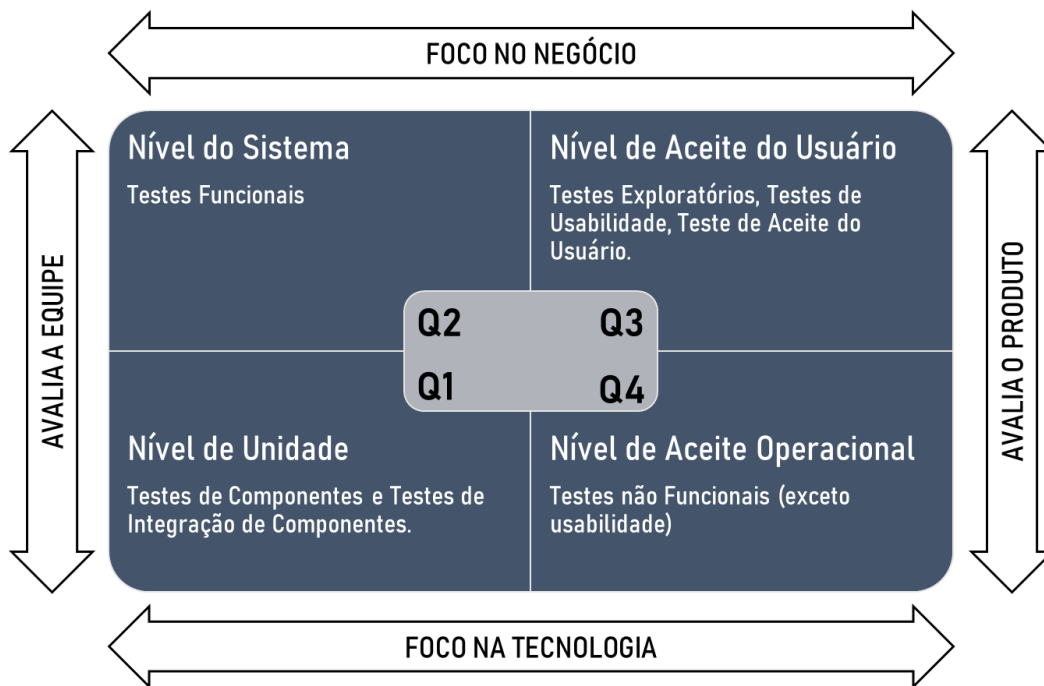 FOCO NO NEGÓCIO
AVALIA A EQUIPE
Nível do Sistema
Testes Funcionais
Nível de Aceite do Usuário
Testes Exploratórios, Testes de
Usabilidade, Teste de Aceite do
Usuário.
Q2
Q3
Q1
Q4
Nível de Unidade
Testes de Componentes e Testes de
Integração de Componentes.
Nível de Aceite Operacional
Testes não Funcionais (exceto
usabilidade)
AVALIA O PRODUTO
FOCO NA TECNOLOGIA